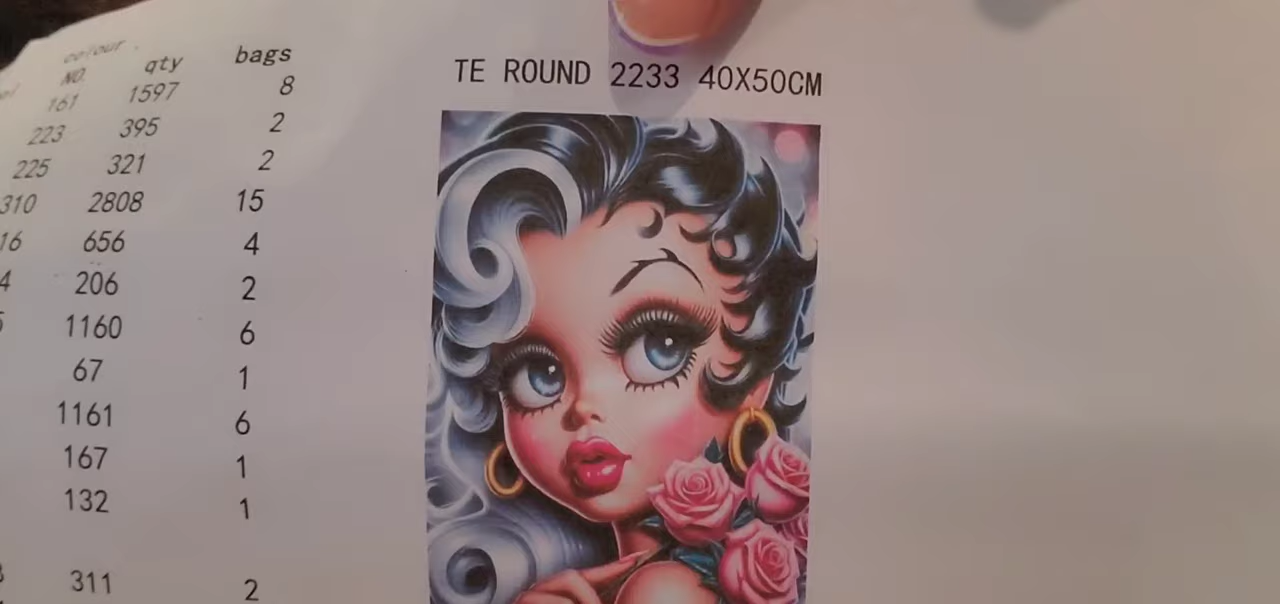 colour
NO. qty bags
TE ROUND 2233 40X50CM
161 1597 8
223 395 2
225 321 2
310 2808 15
16 656 4
4 206 2
1160 6
67 1
1161 6
167 1
132 1
311 2